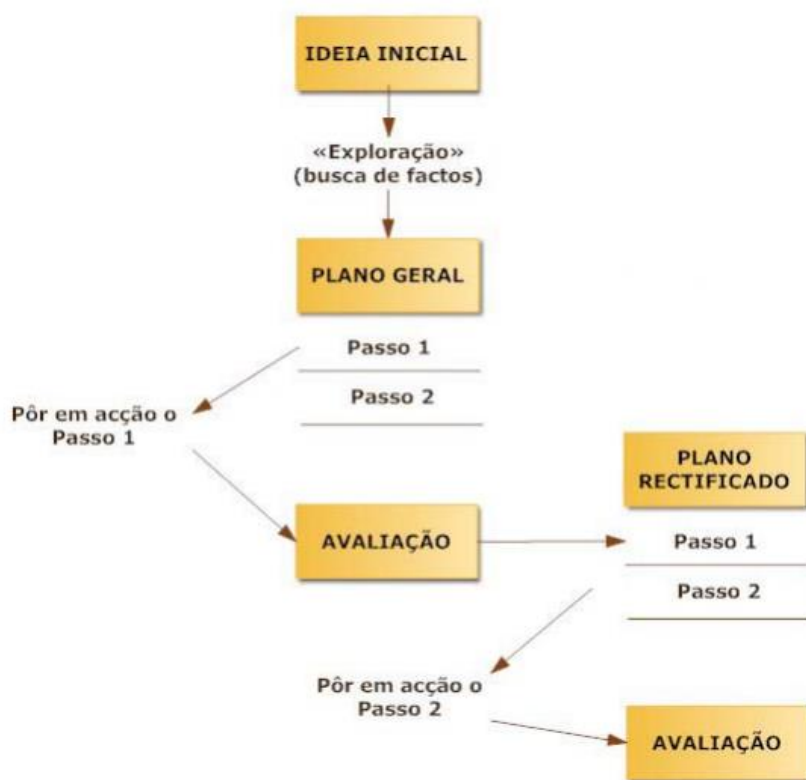 IDEIA INICIAL
«Exploração»
(busca de factos)
PLANO GERAL
Passo 1
Passo 2
Pôr em acção o
Passo 1
AVALIAÇÃO
PLANO
RECTIFICADO
Passo 1
Passo 2
Pôr em acção o
Passo 2
AVALIAÇÃO